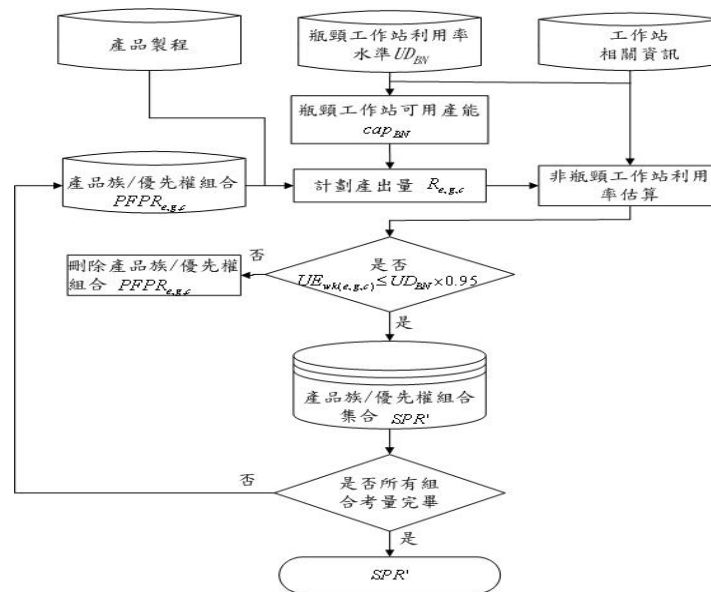 產品製程
瓶頸工作站利用率
水準UD_BN
工作站
相關資訊
瓶頸工作站可用產能
cap_BN
產品族/優先權組合
PFPR_e,g,c
計劃產出量 R_e,g,c
非瓶頸工作站利用
率估算
否
刪除產品族/優先權
組合 PFPR_e,g,c
是否
UE_wk(e,g,c)≤UD_BN×0.95
是
產品族/優先權組合
集合 SPR'
否
是否所有組
合考量完畢
是
SPR'